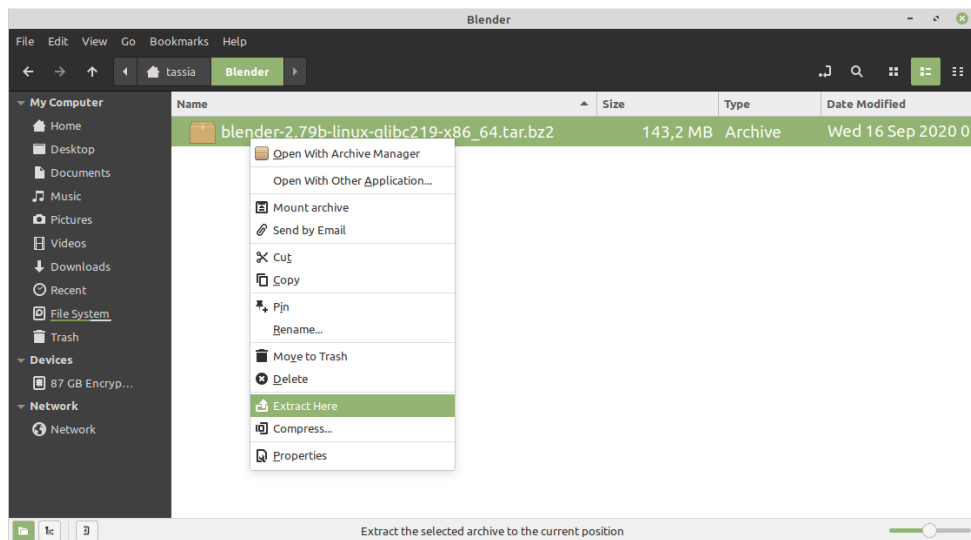 Blender
File Edit View Go Bookmarks Help
tassia Blender
My Computer
Home
Desktop
Documents
Music
Pictures
Videos
Downloads
Recent
File System
Trash
Devices
87 GB Encryp...
Network
Network
Name Size Type Date Modified
blender-2.79b-linux-glibc219-x86_64.tar.bz2 143,2 MB Archive Wed 16 Sep 2020 0
Open With Archive Manager
Open With Other Application...
Mount archive
Send by Email
Cut
Copy
Pin
Rename...
Move to Trash
Delete
Extract Here
Compress...
Properties
Extract the selected archive to the current position